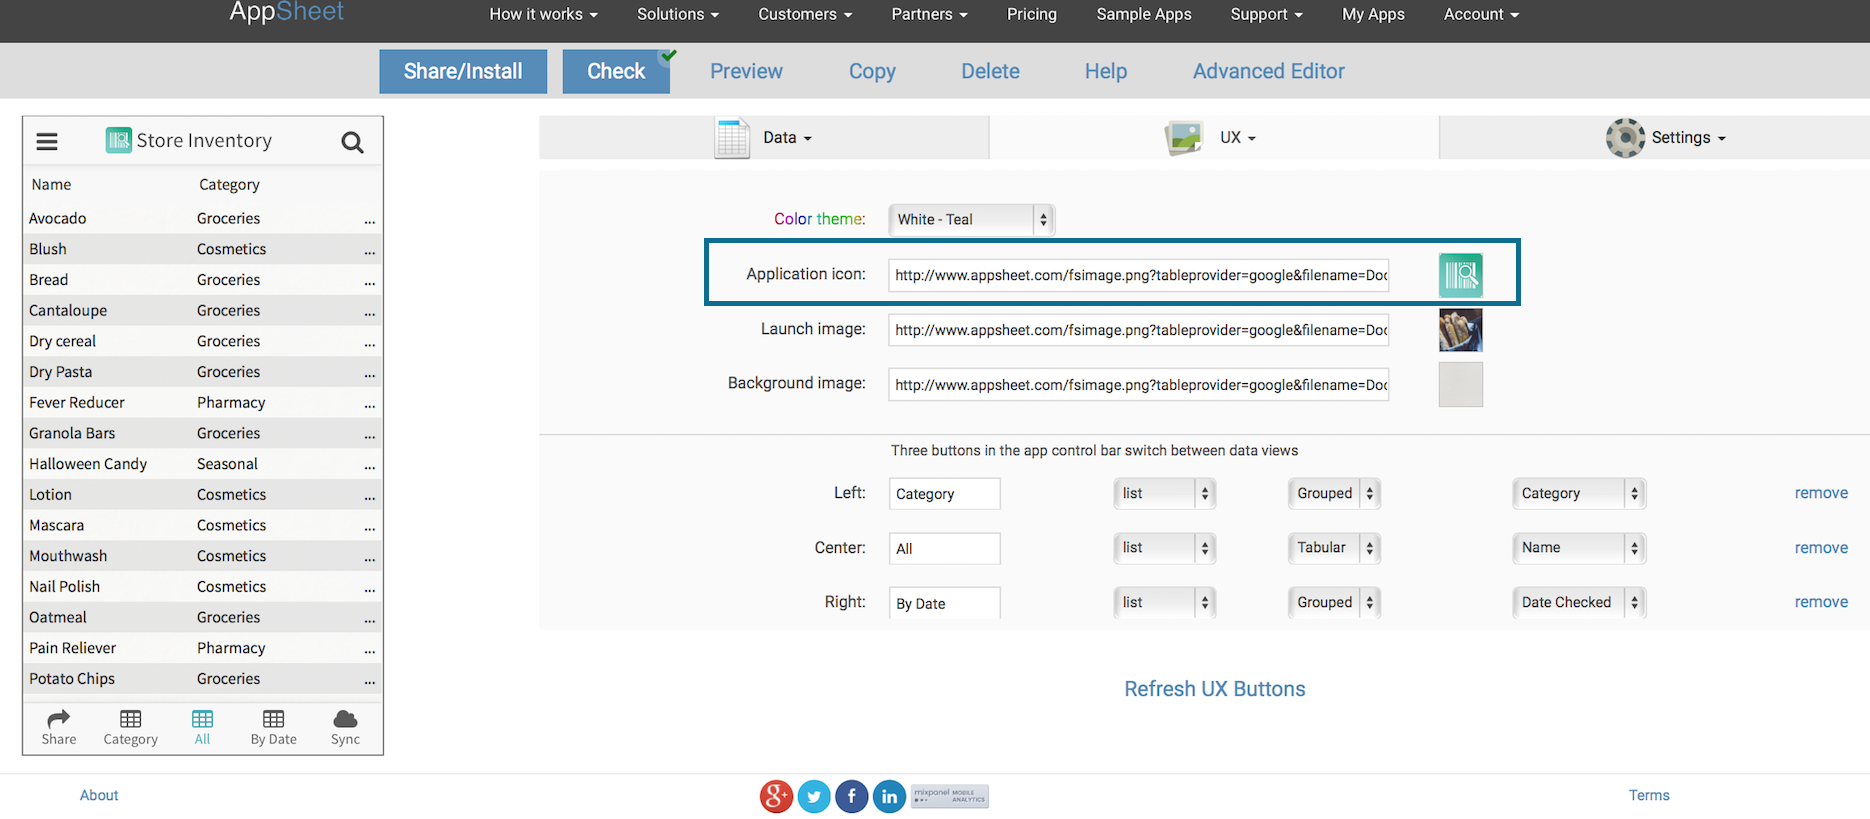 AppSheet How it works Solutions Customers Partners Pricing Sample Apps Support My Apps Account
Share/Install Check Preview Copy Delete Help Advanced Editor
Store Inventory
Name Category
Avocado Groceries ...
Blush Cosmetics ...
Bread Groceries ...
Cantaloupe Groceries ...
Dry cereal Groceries ...
Dry Pasta Groceries ...
Fever Reducer Pharmacy ...
Granola Bars Groceries ...
Halloween Candy Seasonal ...
Lotion Cosmetics ...
Mascara Cosmetics ...
Mouthwash Cosmetics ...
Nail Polish Cosmetics ...
Oatmeal Groceries ...
Pain Reliever Pharmacy ...
Potato Chips Groceries ...
Share Category All By Date Sync
Data UX Settings
Color theme: White - Teal
Application icon: http://www.appsheet.com/fsimage.png?tableprovider=google&filename=Doc
Launch image: http://www.appsheet.com/fsimage.png?tableprovider=google&filename=Doc
Background image: http://www.appsheet.com/fsimage.png?tableprovider=google&filename=Doc
Three buttons in the app control bar switch between data views
Left: Category list Grouped Category remove
Center: All list Tabular Name remove
Right: By Date list Grouped Date Checked remove
Refresh UX Buttons
About g+ f in mixpanel MOBILE ANALYTICS Terms